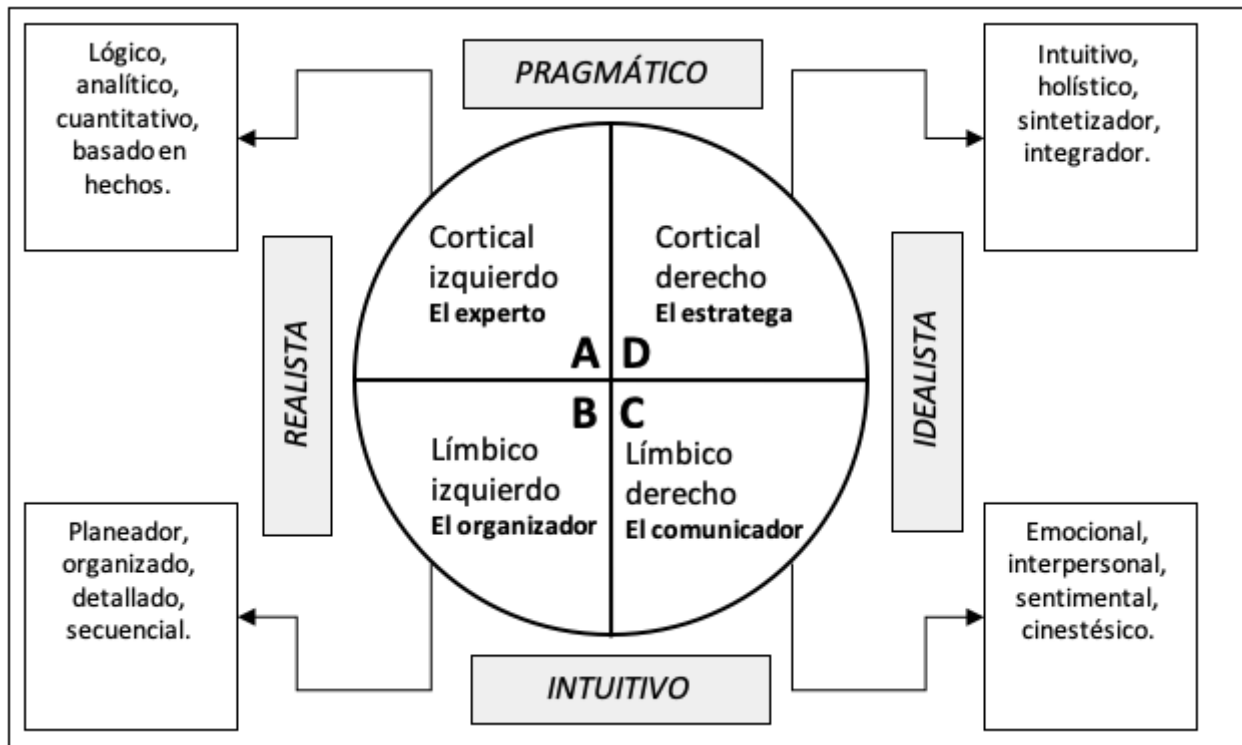 Lógico,
analítico,
cuantitativo,
basado en
hechos.
PRAGMÁTICO
Intuitivo,
holístico,
sintetizador,
integrador.
REALISTA
Cortical
izquierdo
El experto
A
Cortical
derecho
El estratega
D
IDEALISTA
B
Límbico
izquierdo
El organizador
C
Límbico
derecho
El comunicador
Planeador,
organizado,
detallado,
secuencial.
INTUITIVO
Emocional,
interpersonal,
sentimental,
cinestésico.